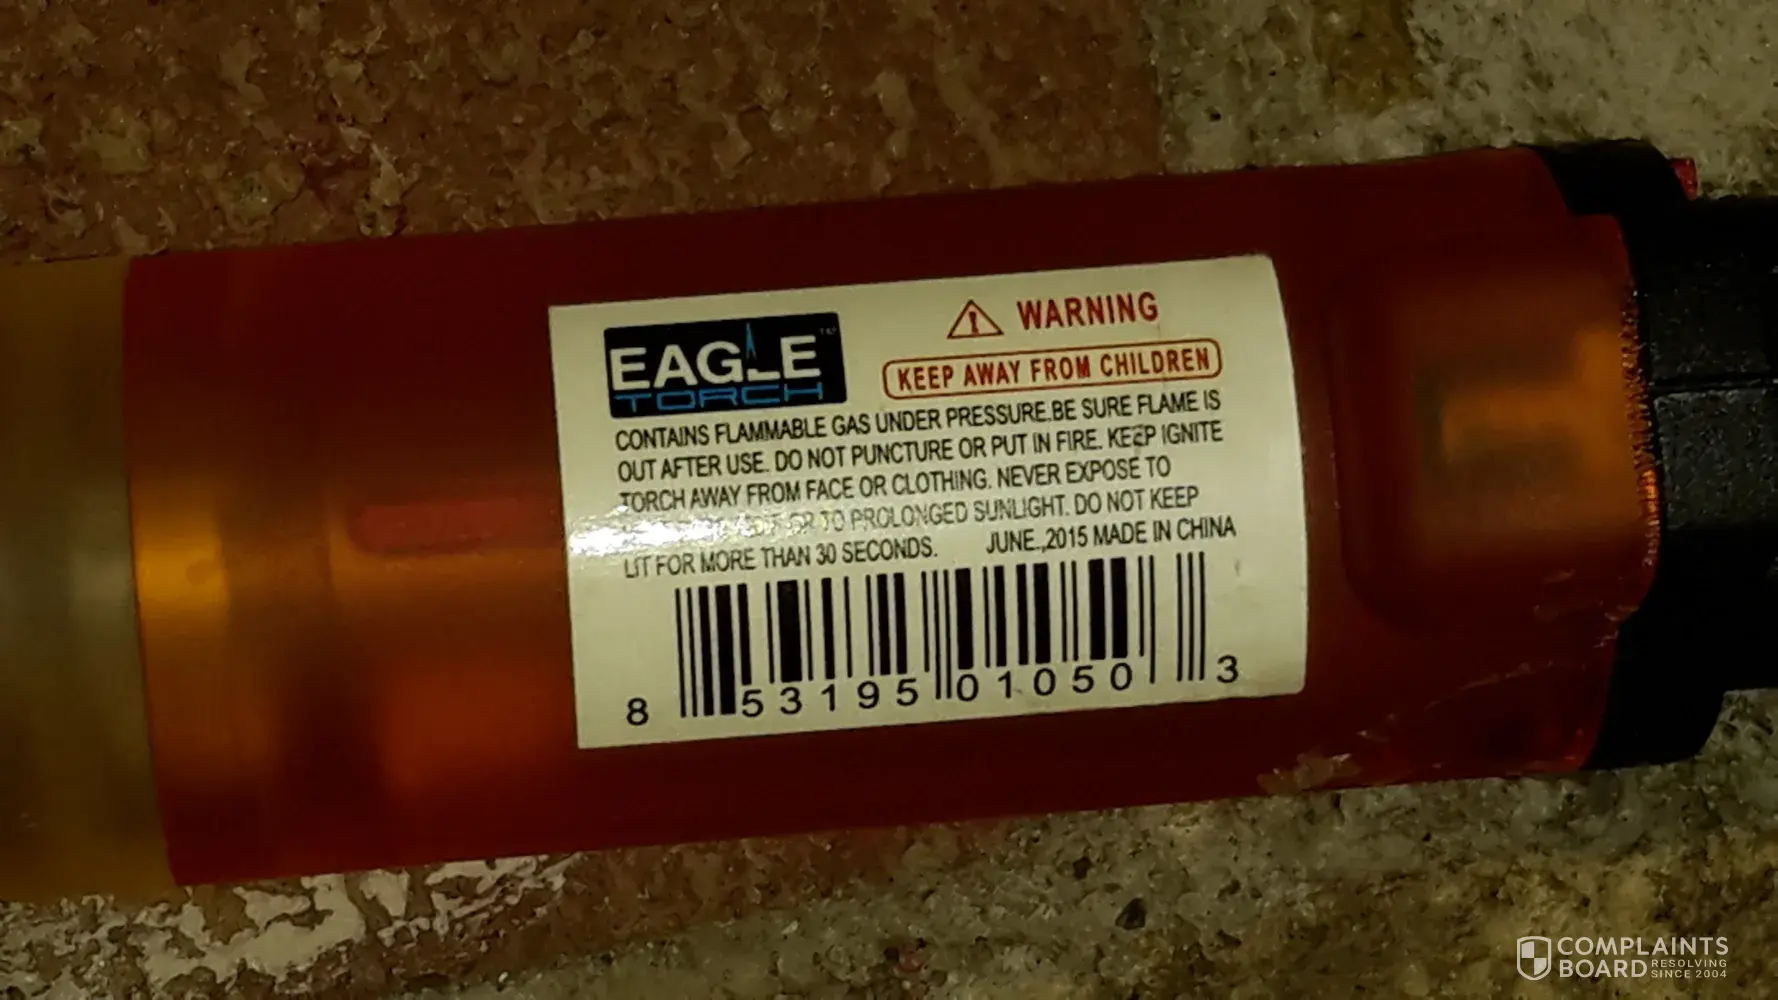 EAGLE
TORCH
WARNING
KEEP AWAY FROM CHILDREN
CONTAINS FLAMMABLE GAS UNDER PRESSURE.BE SURE FLAME IS
OUT AFTER USE. DO NOT PUNCTURE OR PUT IN FIRE. KEEP IGNITE
TORCH AWAY FROM FACE OR CLOTHING. NEVER EXPOSE TO
OR TO PROLONGED SUNLIGHT. DO NOT KEEP
LIT FOR MORE THAN 30 SECONDS. JUNE.,2015 MADE IN CHINA
8 53195 01050 3
COMPLAINTS
BOARD RESOLVING
SINCE 2004